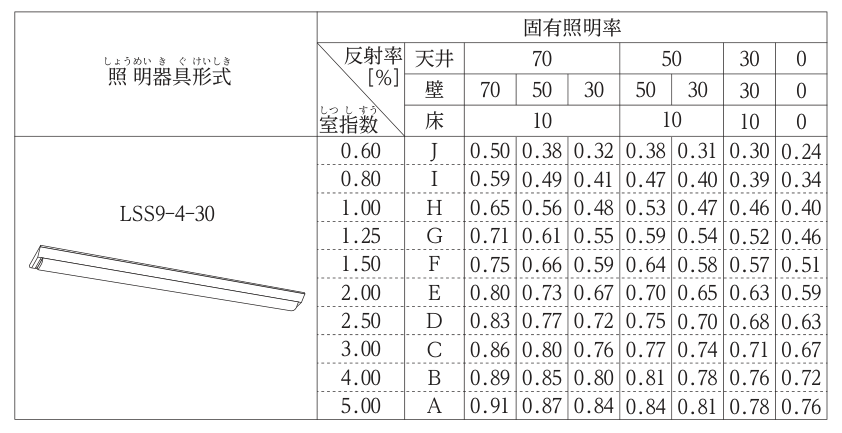 固有照明率
しょうめい き ぐ けいしき
照明器具形式
反射率
[%]
しつ し すう
室指数
天井 70 50 30 0
壁 70 50 30 50 30 30 0
床 10 10 10 0
LSS9-4-30
0.60 J 0.50 0.38 0.32 0.38 0.31 0.30 0.24
0.80 I 0.59 0.49 0.41 0.47 0.40 0.39 0.34
1.00 H 0.65 0.56 0.48 0.53 0.47 0.46 0.40
1.25 G 0.71 0.61 0.55 0.59 0.54 0.52 0.46
1.50 F 0.75 0.66 0.59 0.64 0.58 0.57 0.51
2.00 E 0.80 0.73 0.67 0.70 0.65 0.63 0.59
2.50 D 0.83 0.77 0.72 0.75 0.70 0.68 0.63
3.00 C 0.86 0.80 0.76 0.77 0.74 0.71 0.67
4.00 B 0.89 0.85 0.80 0.81 0.78 0.76 0.72
5.00 A 0.91 0.87 0.84 0.84 0.81 0.78 0.76